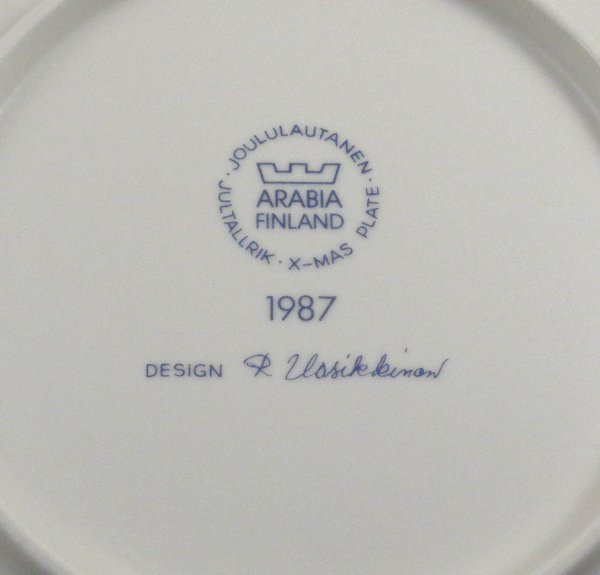 JOULULAUTANEN · X-MAS PLATE · JULTALLRIK ·
ARABIA
FINLAND
1987
DESIGN R Uosikkinen